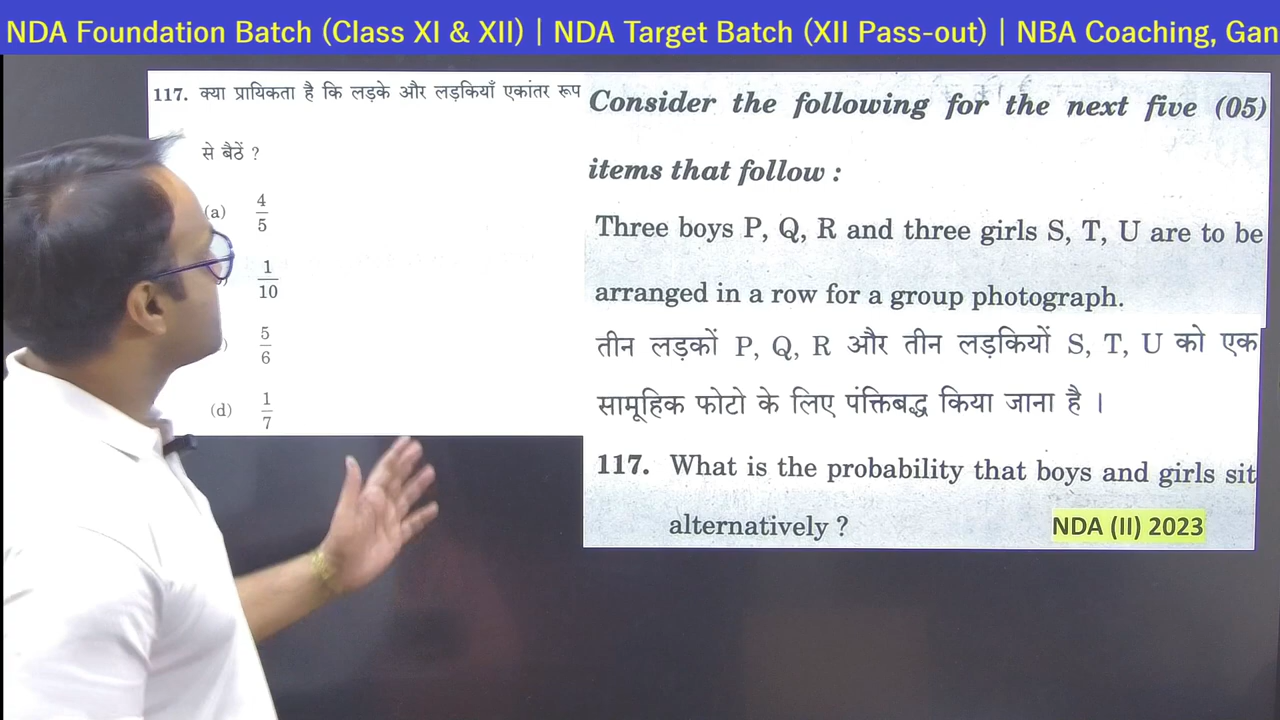 NDA Foundation Batch (Class XI & XII) | NDA Target Batch (XII Pass-out) | NBA Coaching, Gan
117. क्या प्रायिकता है कि लड़के और लड़कियाँ एकांतर रूप
से बैठें ?
(a) 4/5
1/10
) 5/6
(d) 1/7
Consider the following for the next five (05)
items that follow :
Three boys P, Q, R and three girls S, T, U are to be
arranged in a row for a group photograph.
तीन लड़कों P, Q, R और तीन लड़कियों S, T, U को एक
सामूहिक फोटो के लिए पंक्तिबद्ध किया जाना है ।
117. What is the probability that boys and girls sit
alternatively ?
NDA (II) 2023